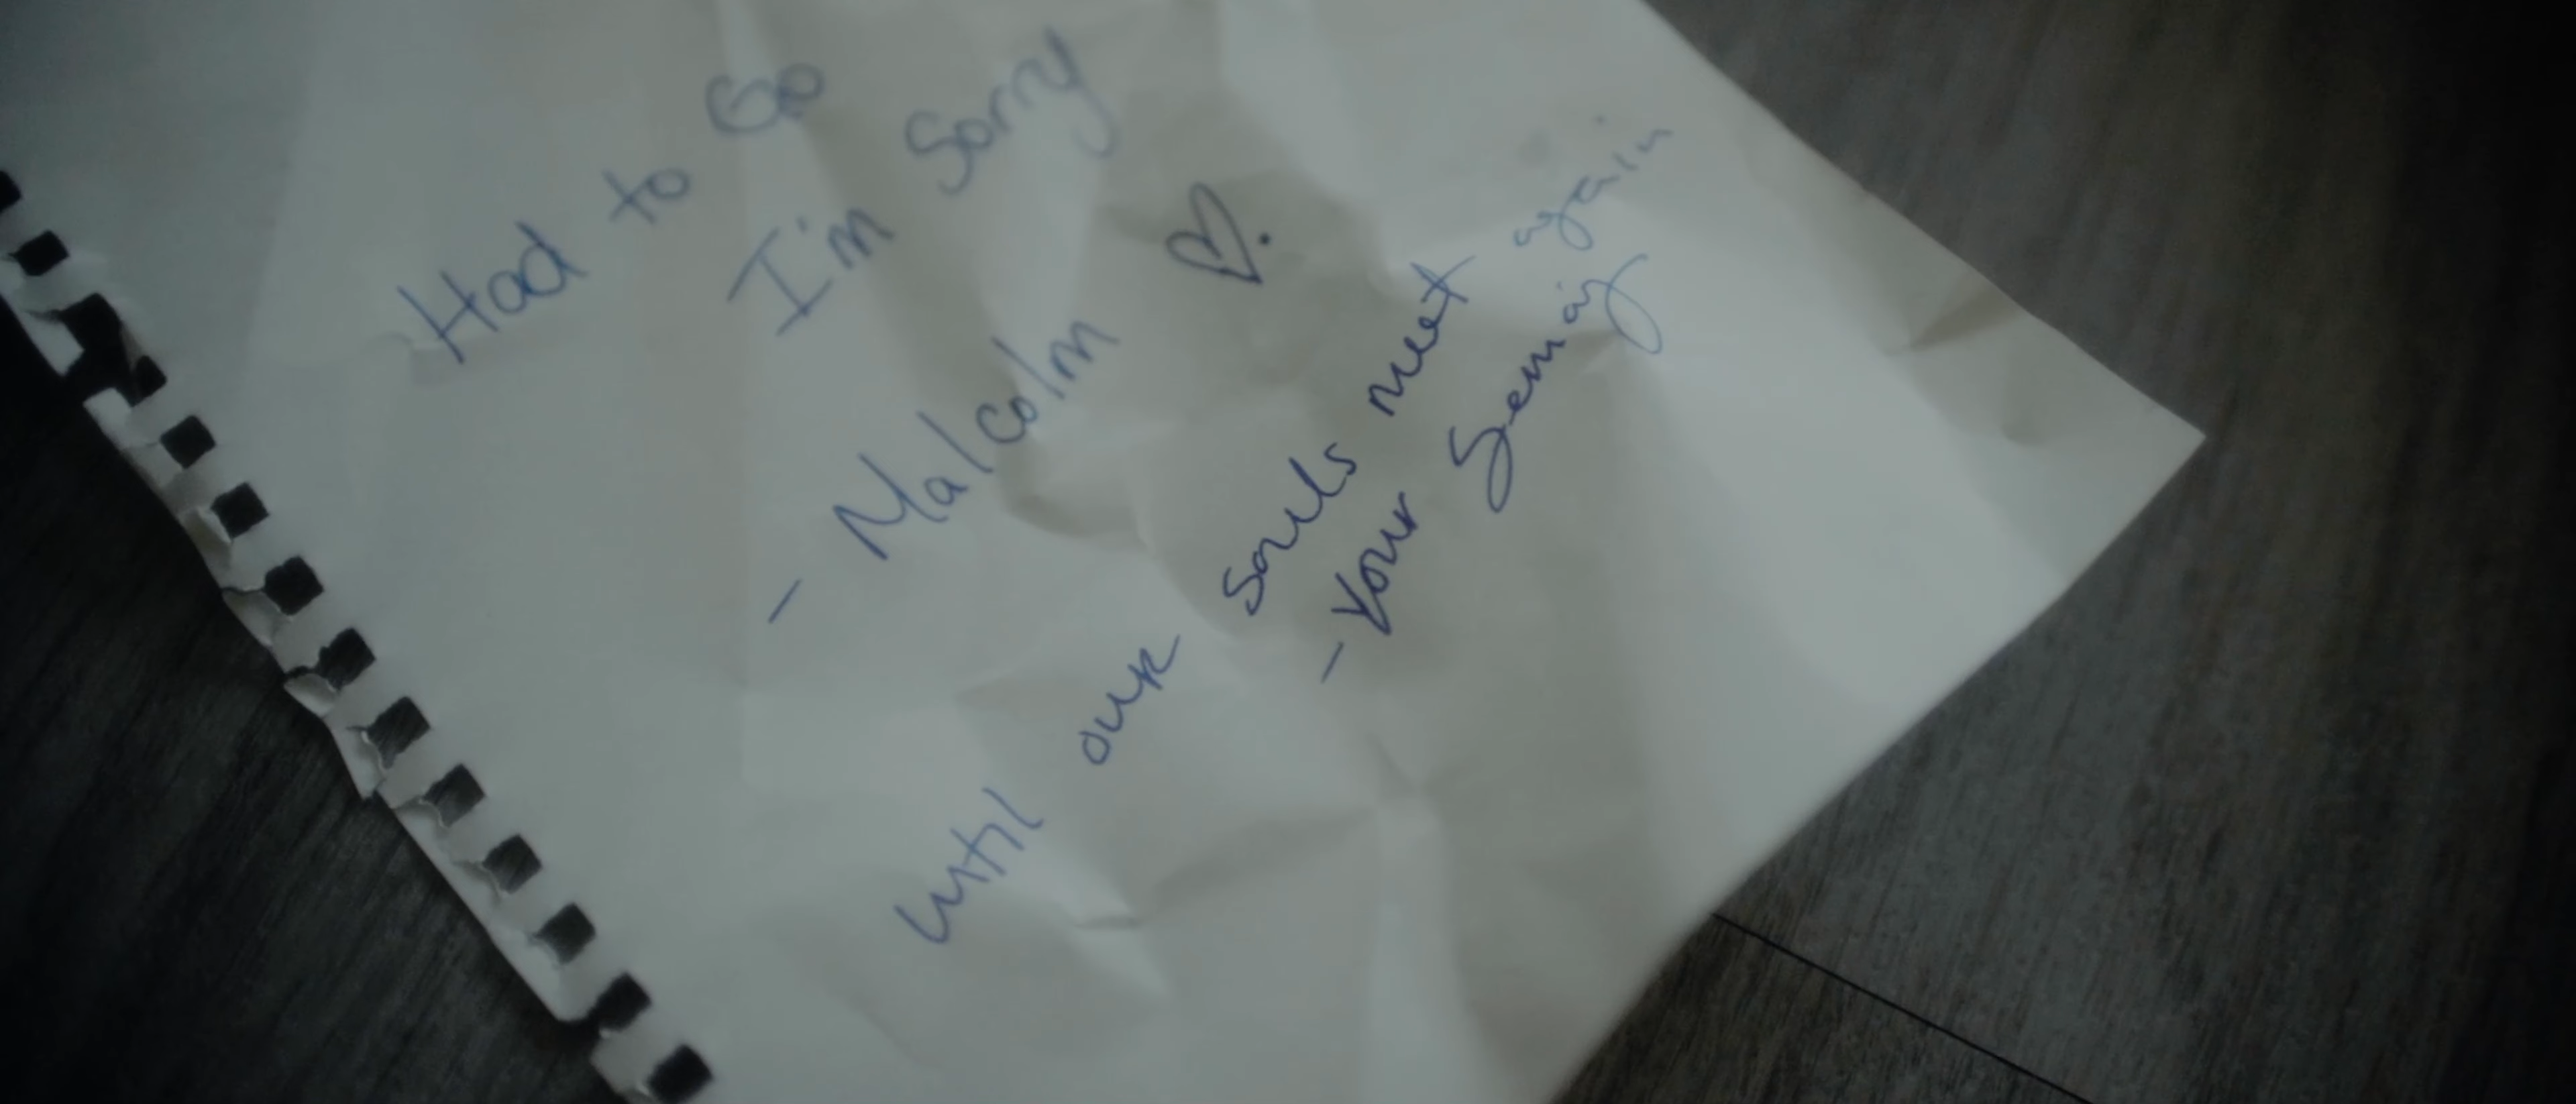 Had to Go
I'm Sorry
- Malcolm ♡.
until our souls meet again
- Your Semaj